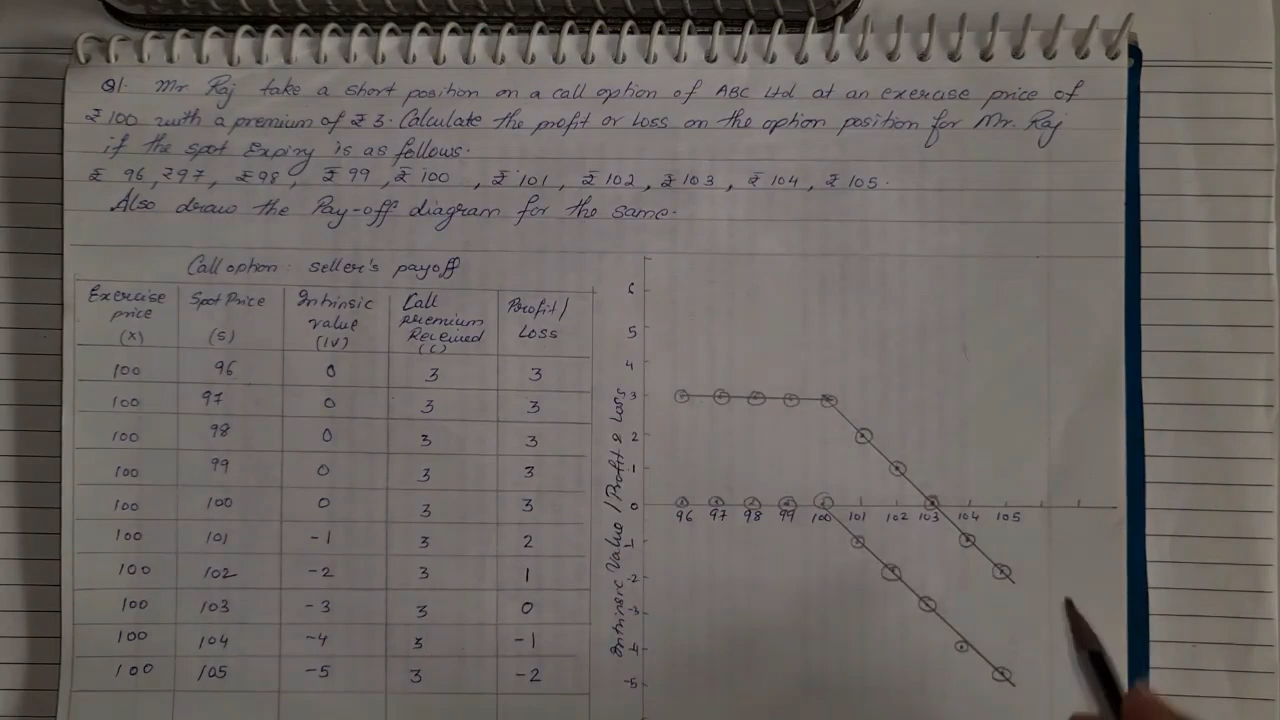 Q1. Mr Raj take a short position on a call option of ABC Ltd at an exercise price of
₹100 with a premium of ₹3. Calculate the profit or Loss on the option position for Mr. Raj
if the spot Expiry is as follows.
₹ 96, ₹97, ₹98, ₹99, ₹100, ₹101, ₹102, ₹103, ₹104, ₹105.
Also draw the Pay-off diagram for the same.
Call option: seller's payoff
Exercise price (X) Spot Price (S) Intrinsic value (IV) Call premium Received (C) Profit/Loss
100 96 0 3 3
100 97 0 3 3
100 98 0 3 3
100 99 0 3 3
100 100 0 3 3
100 101 -1 3 2
100 102 -2 3 1
100 103 -3 3 0
100 104 -4 3 -1
100 105 -5 3 -2
Intrinsic Value / Profit & Loss
5
4
3
2
1
0
96 97 98 99 100 101 102 103 104 105
-2
-3
-5